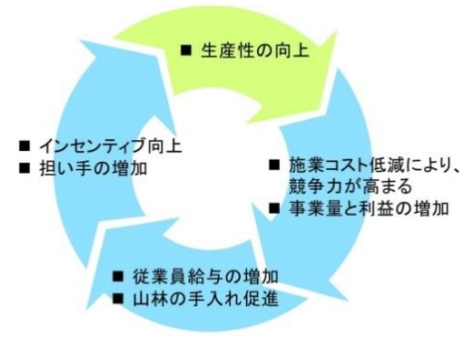 ■ 生産性の向上
■ 施業コスト低減により、
競争力が高まる
■ 事業量と利益の増加
■ 従業員給与の増加
■ 山林の手入れ促進
■ インセンティブ向上
■ 担い手の増加